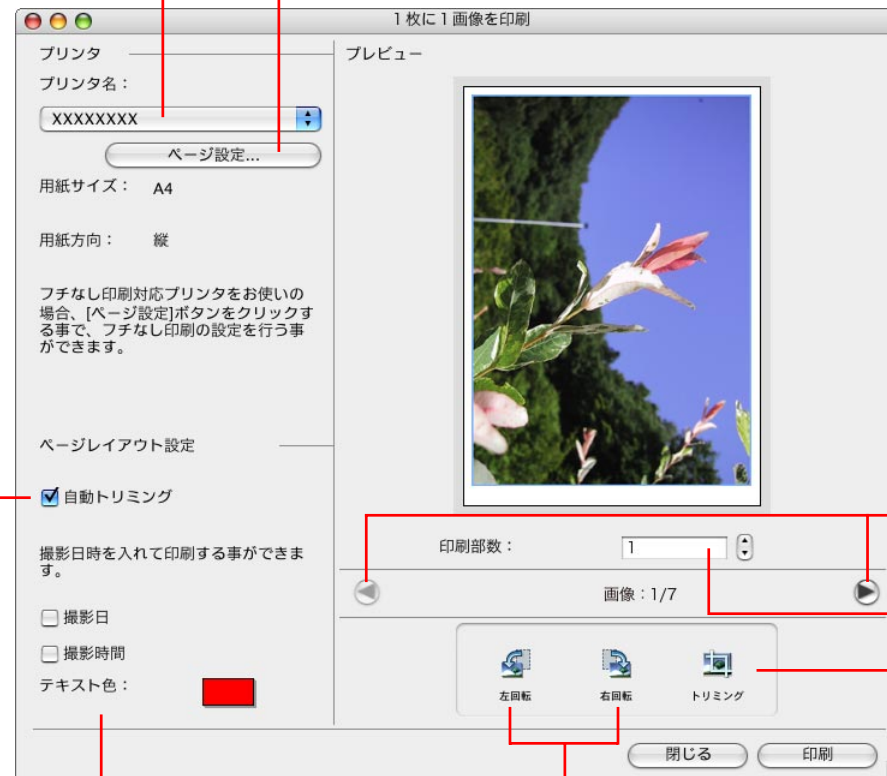 1枚に1画像を印刷
プリンタ
プリンタ名：
XXXXXXXX
ページ設定...
用紙サイズ： A4
用紙方向： 縦
フチなし印刷対応プリンタをお使いの
場合、[ページ設定]ボタンをクリックす
る事で、フチなし印刷の設定を行う事
ができます。
ページレイアウト設定
自動トリミング
撮影日時を入れて印刷する事ができま
す。
撮影日
撮影時間
テキスト色：
プレビュー
印刷部数： 1
画像：1/7
左回転 右回転 トリミング
閉じる 印刷